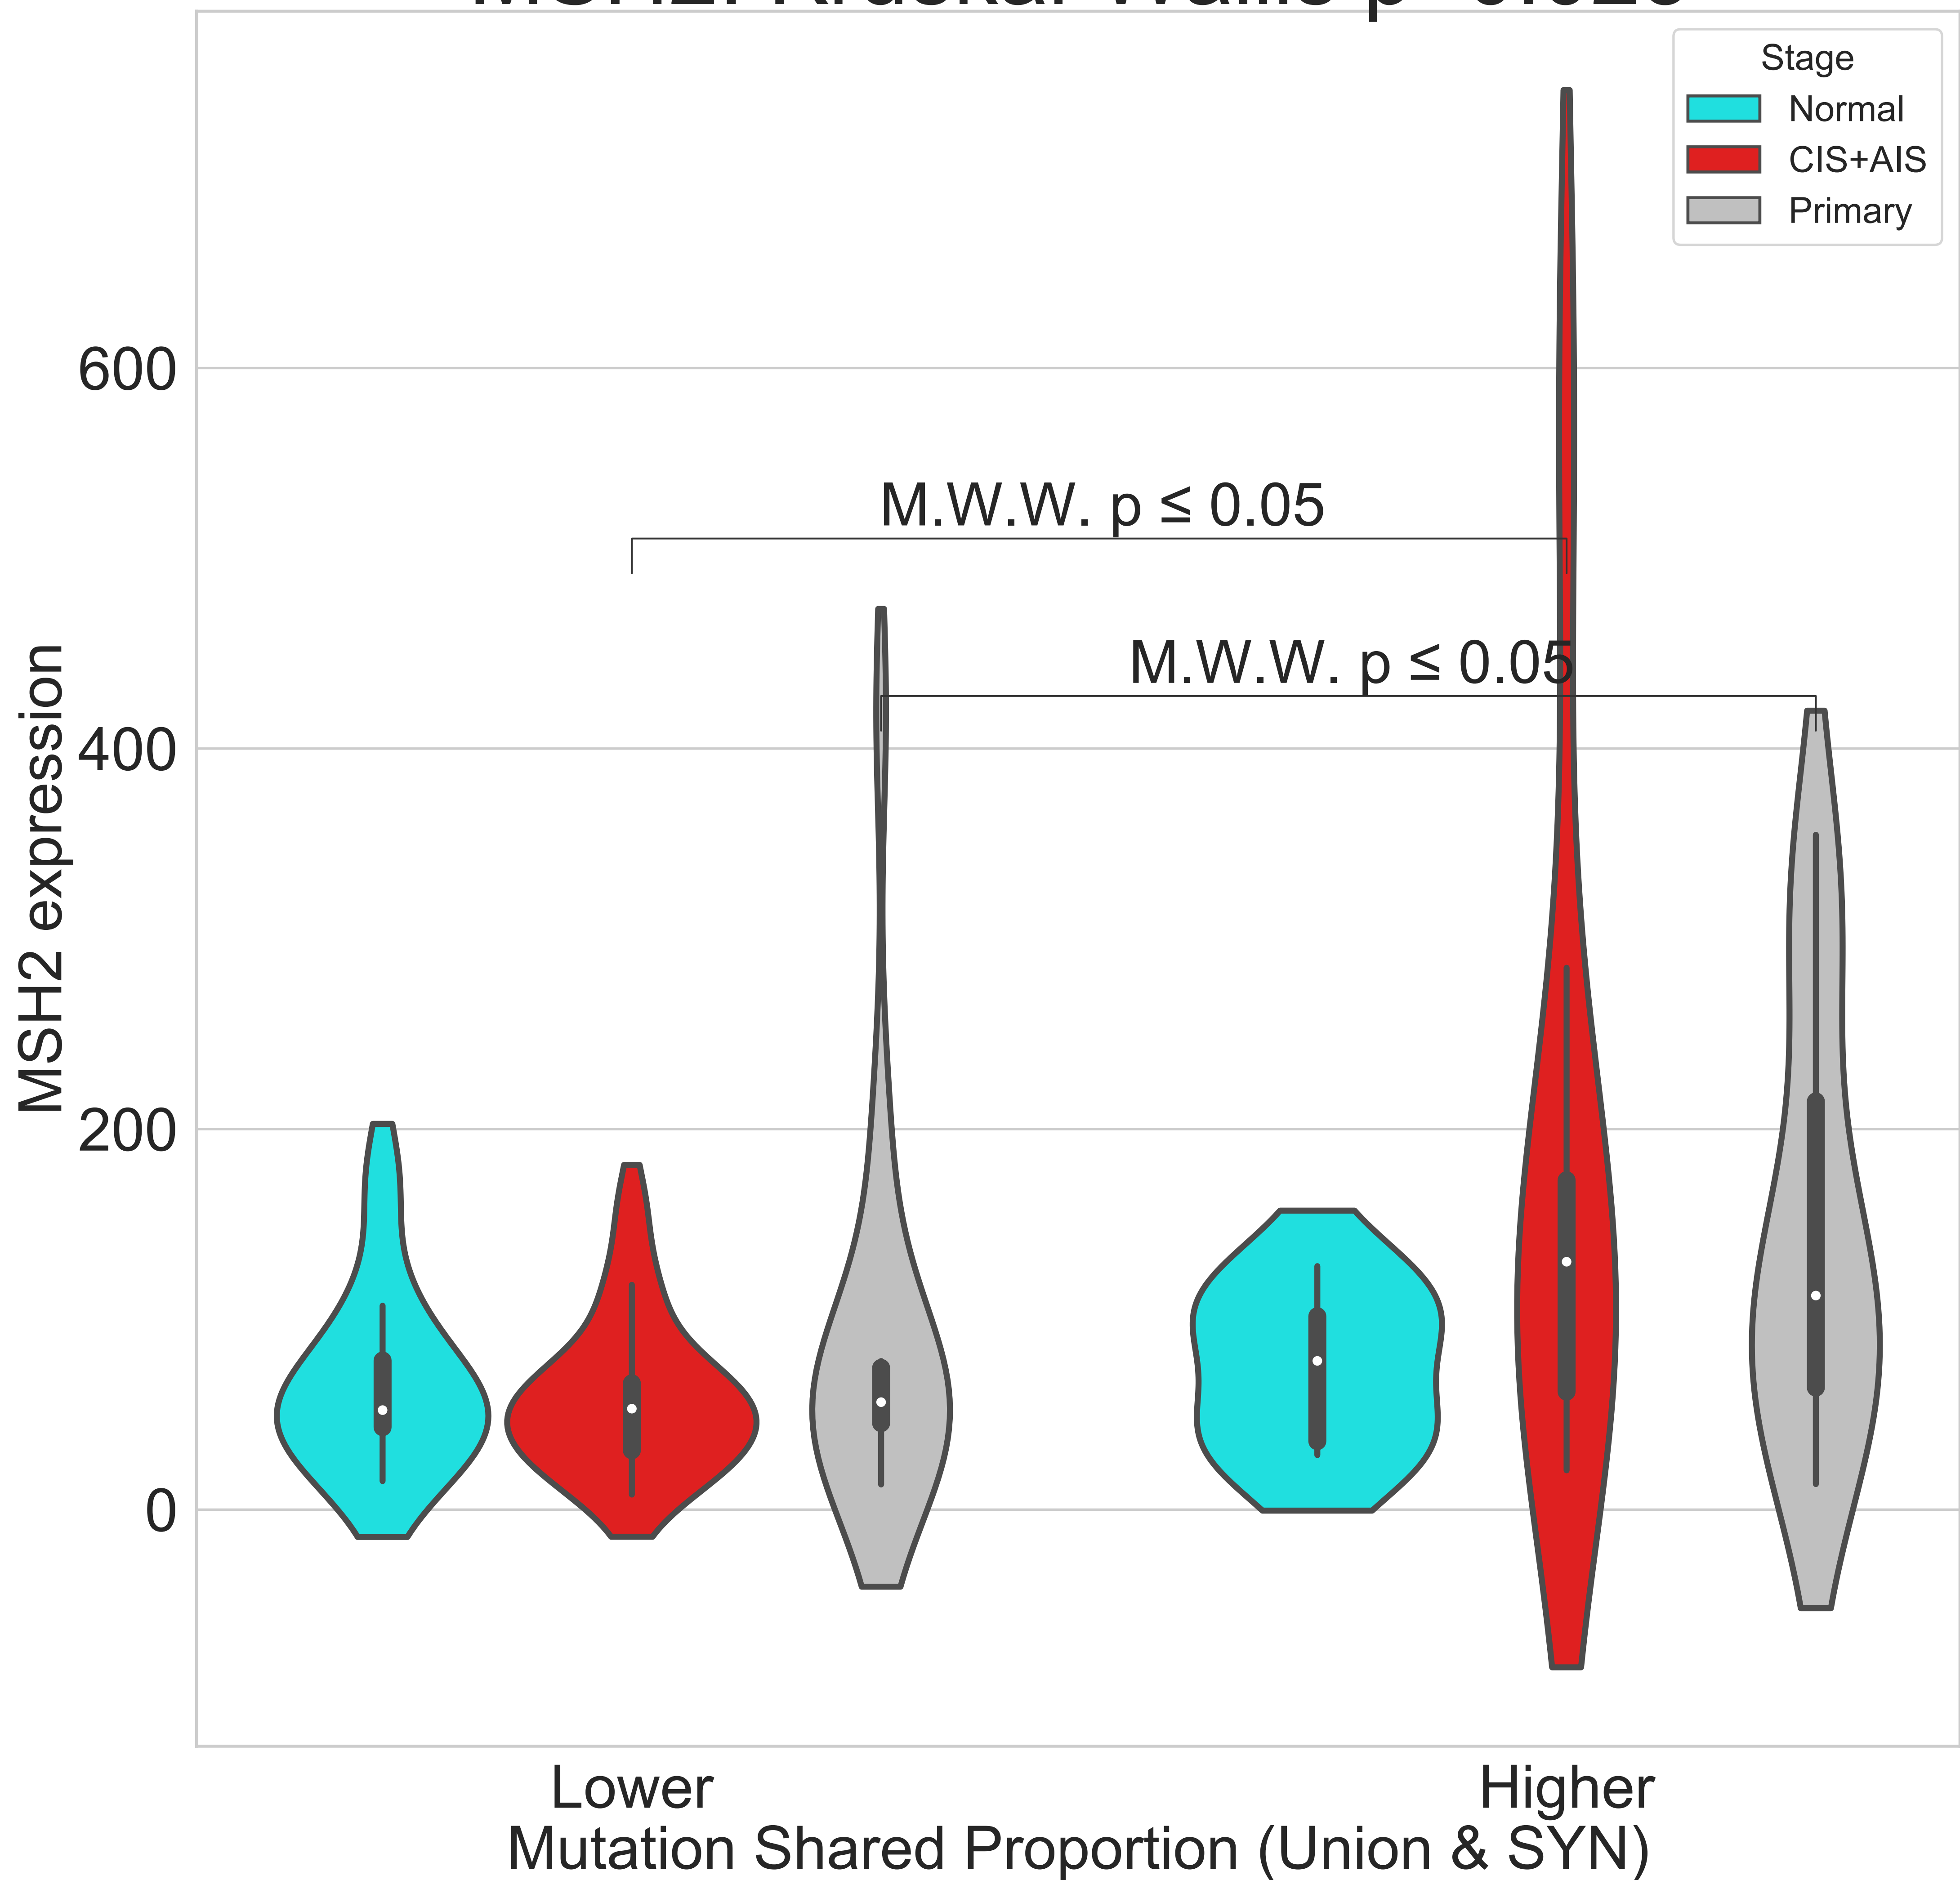 Stage
Normal
CIS+AIS
Primary
600
M.W.W. p ≤ 0.05
M.W.W. p ≤ 0.05
400
200
0
MSH2 expression
Lower
Higher
Mutation Shared Proportion (Union & SYN)